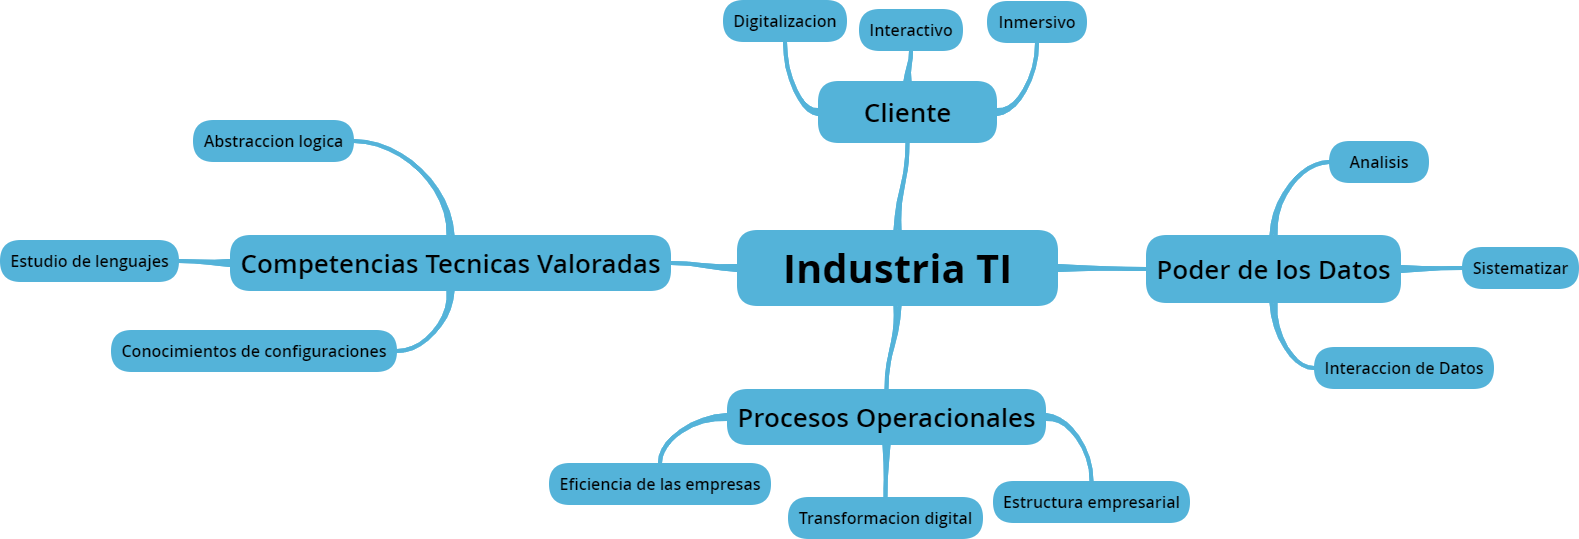 Digitalizacion
Interactivo
Inmersivo
Cliente
Abstraccion logica
Analisis
Estudio de lenguajes
Competencias Tecnicas Valoradas
Industria TI
Poder de los Datos
Sistematizar
Conocimientos de configuraciones
Interaccion de Datos
Procesos Operacionales
Eficiencia de las empresas
Transformacion digital
Estructura empresarial